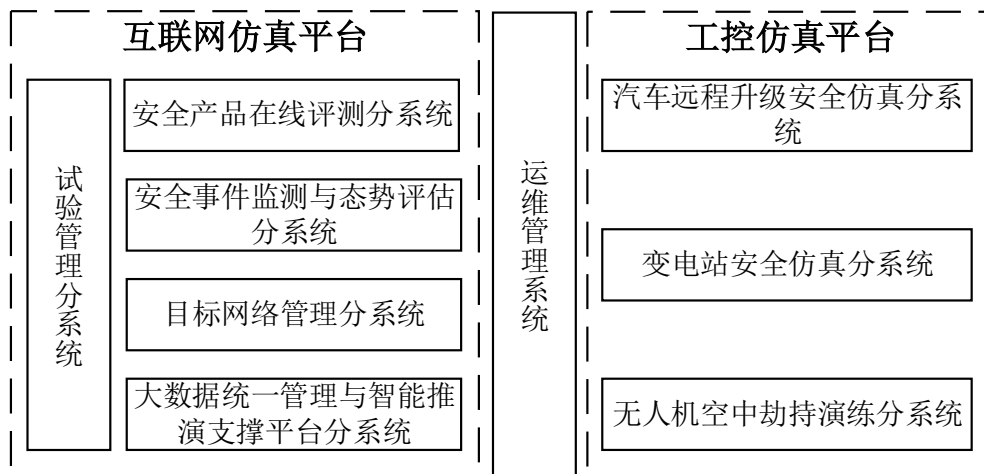 互联网仿真平台
试验管理分系统
安全产品在线评测分系统
安全事件监测与态势评估
分系统
目标网络管理分系统
大数据统一管理与智能推
演支撑平台分系统
运维管理系统
工控仿真平台
汽车远程升级安全仿真分系
统
变电站安全仿真分系统
无人机空中劫持演练分系统